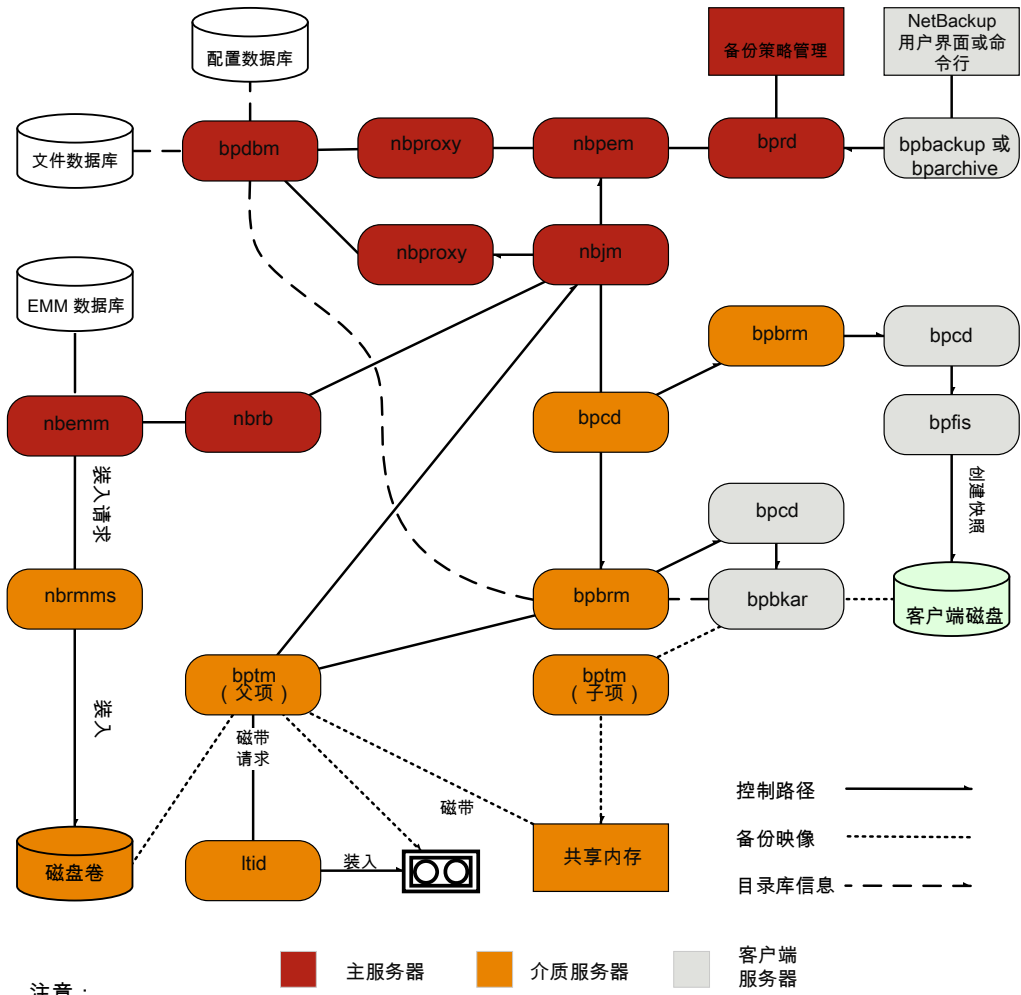 配置数据库
备份策略管理
NetBackup
用户界面或命
令行
文件数据库
bpdbm
nbproxy
nbpem
bprd
bpbackup 或
bparchive
nbproxy
nbjm
EMM 数据库
bpbrm
bpcd
nbemm
nbrb
bpcd
bpfis
装入请求
创建快照
bpcd
nbrmms
bpbrm
bpbkar
客户端磁盘
bptm
（父项）
bptm
（子项）
装入
磁带
请求
磁带
控制路径
备份映像
目录库信息
磁盘卷
ltid
装入
共享内存
主服务器
介质服务器
客户端
服务器
注意：